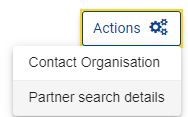 Actions
Contact Organisation
Partner search details